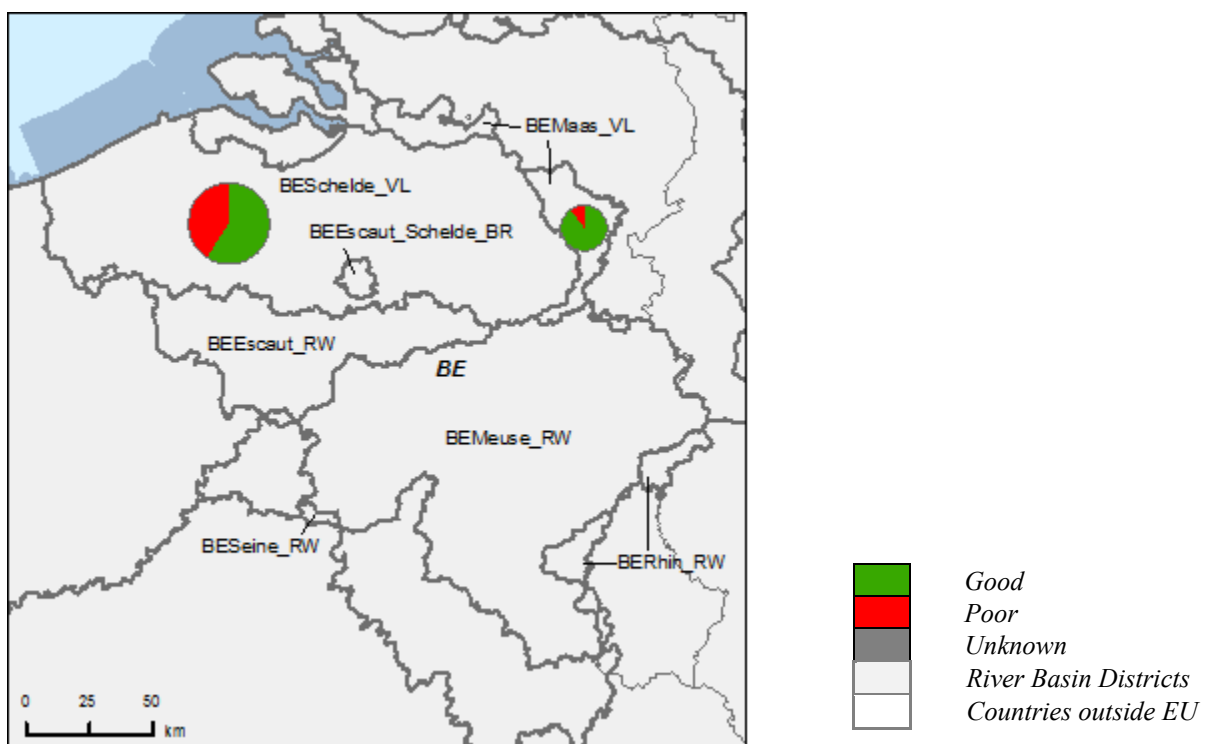 BEMaas_VL
BESchelde_VL
BEEscaut_Schelde_BR
BEEscaut_RW
BE
BEMeuse_RW
BESeine_RW
BERhin_RW
0 25 50
km
Good
Poor
Unknown
River Basin Districts
Countries outside EU